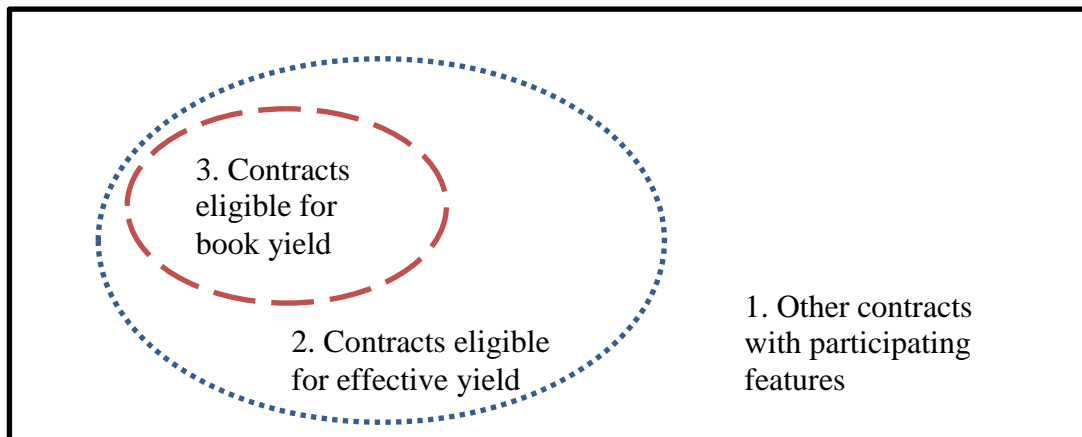 3. Contracts
eligible for
book yield
2. Contracts eligible
for effective yield
1. Other contracts
with participating
features